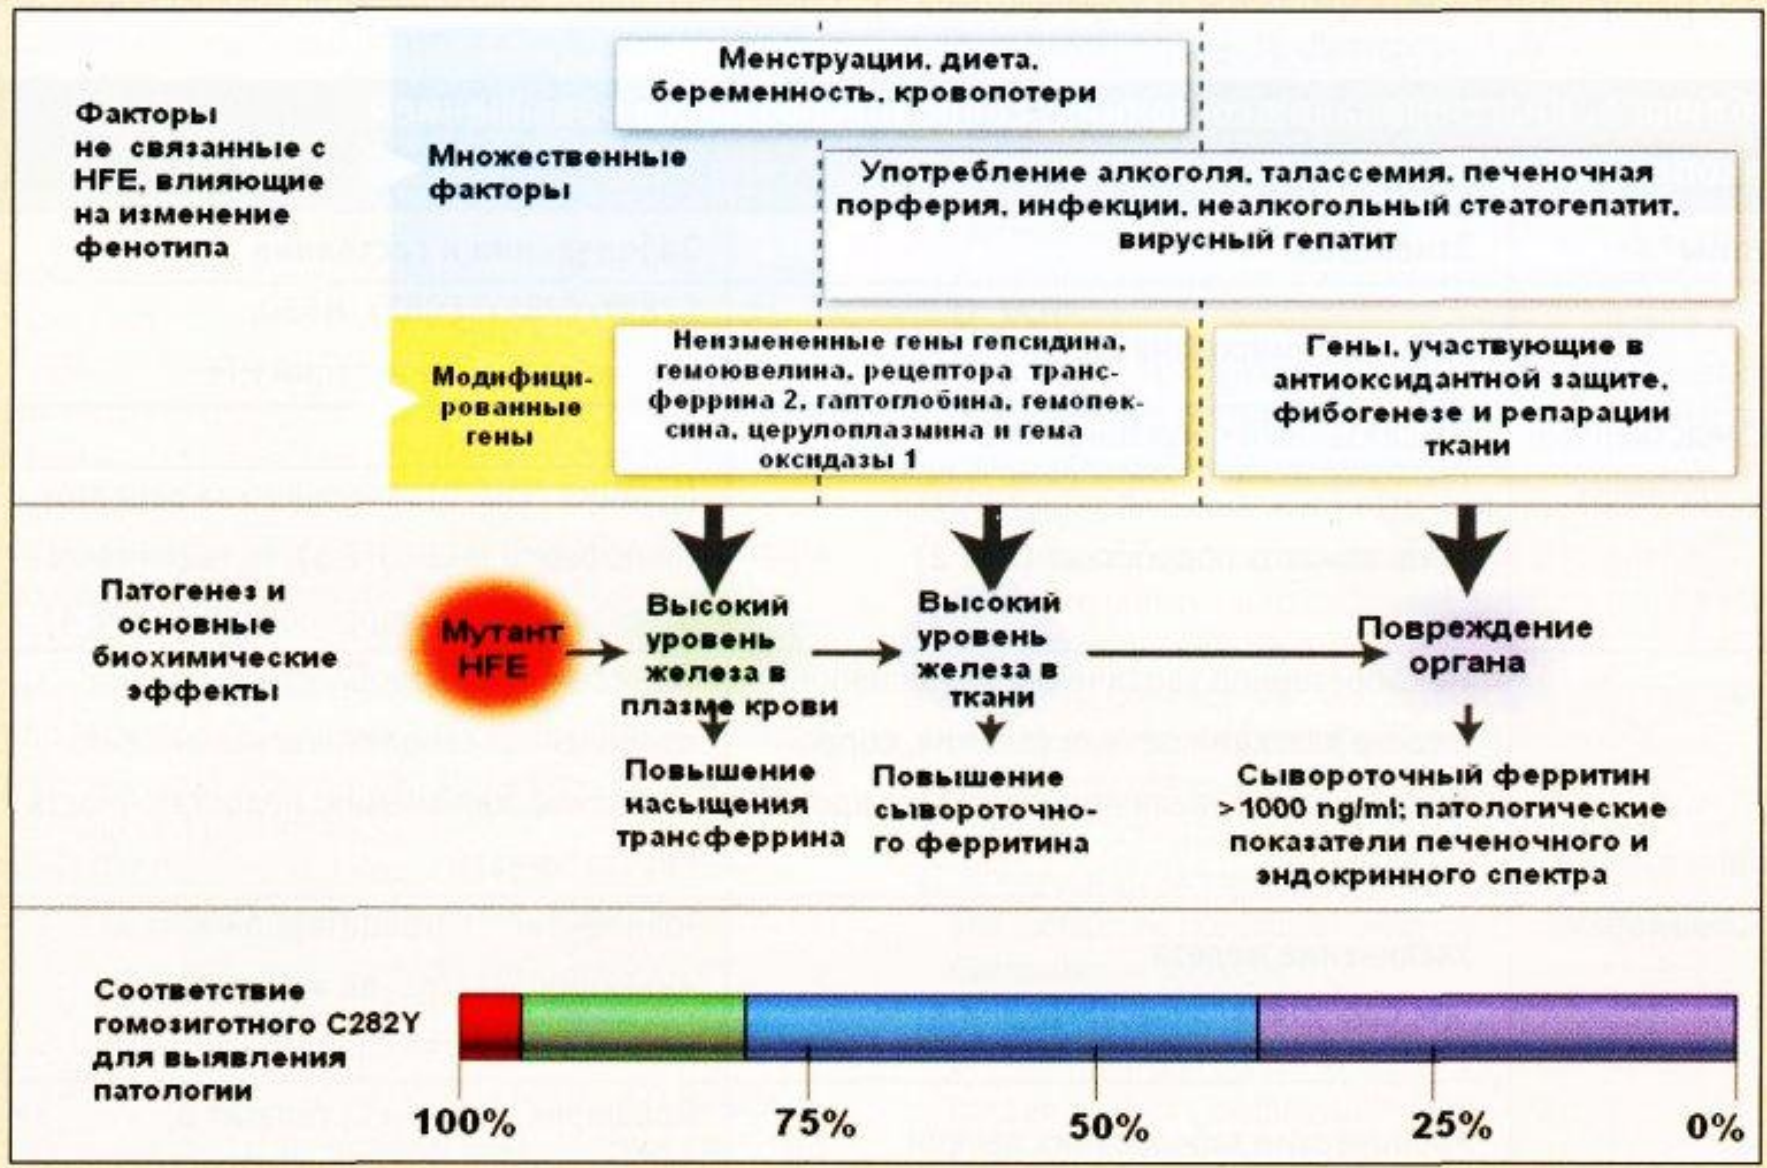 Факторы
не связанные с
HFE, влияющие
на изменение
фенотипа
Множественные
факторы
Менструации, диета,
беременность, кровопотери
Употребление алкоголя, талассемия, печеночная
порферия, инфекции, неалкогольный стеатогепатит,
вирусный гепатит
Модифици-
рованные
гены
Неизмененные гены гепсидина,
гемоювелина, рецептора транс-
феррина 2, гаптоглобина, гемопек-
сина, церулоплазмина и гема
оксидазы 1
Гены, участвующие в
антиоксидантной защите,
фибогенезе и репарации
ткани
Патогенез и
основные
биохимические
эффекты
Мутант
HFE
Высокий
уровень
железа в
плазме крови
Высокий
уровень
железа в
ткани
Повреждение
органа
Повышение
насыщения
трансферрина
Повышение
сывороточно-
го ферритина
Сывороточный ферритин
>1000 ng/ml; патологические
показатели печеночного и
эндокринного спектра
Соответствие
гомозиготного C282Y
для выявления
патологии
100%
75%
50%
25%
0%